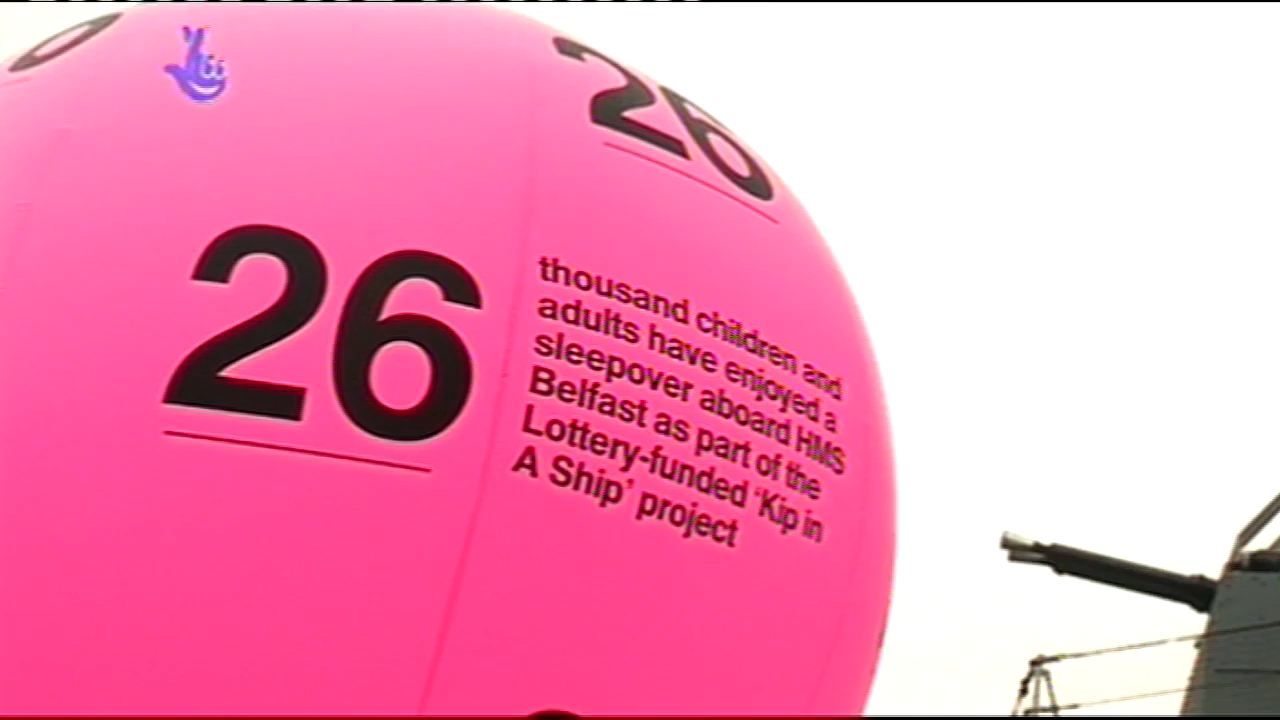 26
26
thousand children and
adults have enjoyed a
sleepover aboard HMS
Belfast as part of the
Lottery-funded ‘Kip in
A Ship’ project